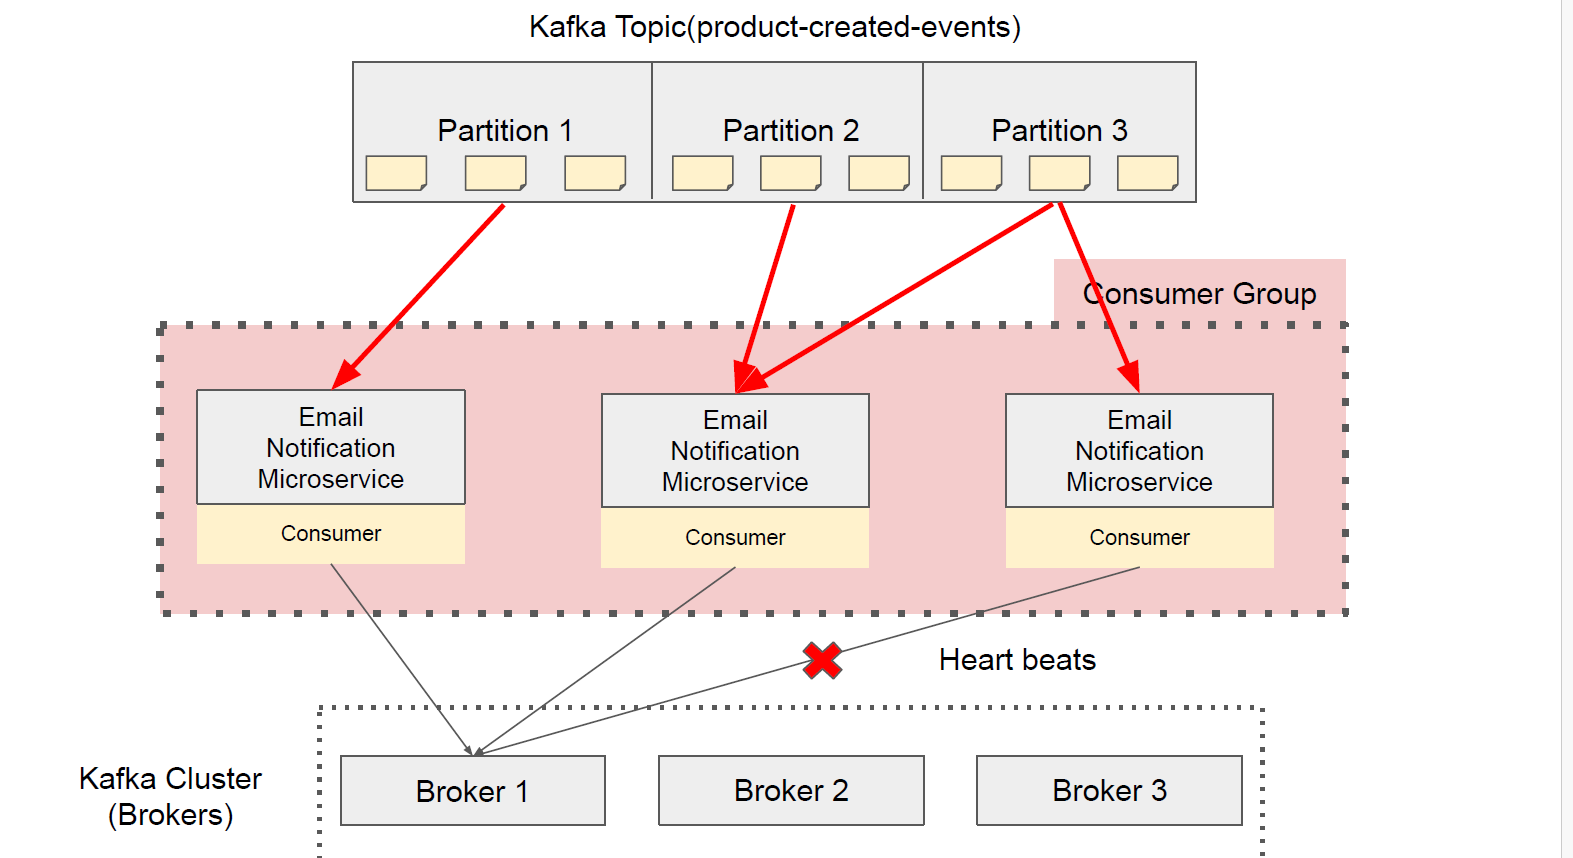 Kafka Topic(product-created-events)
Partition 1
Partition 2
Partition 3
Consumer Group
Email
Notification
Microservice
Consumer
Email
Notification
Microservice
Consumer
Email
Notification
Microservice
Consumer
Heart beats
Kafka Cluster
(Brokers)
Broker 1
Broker 2
Broker 3